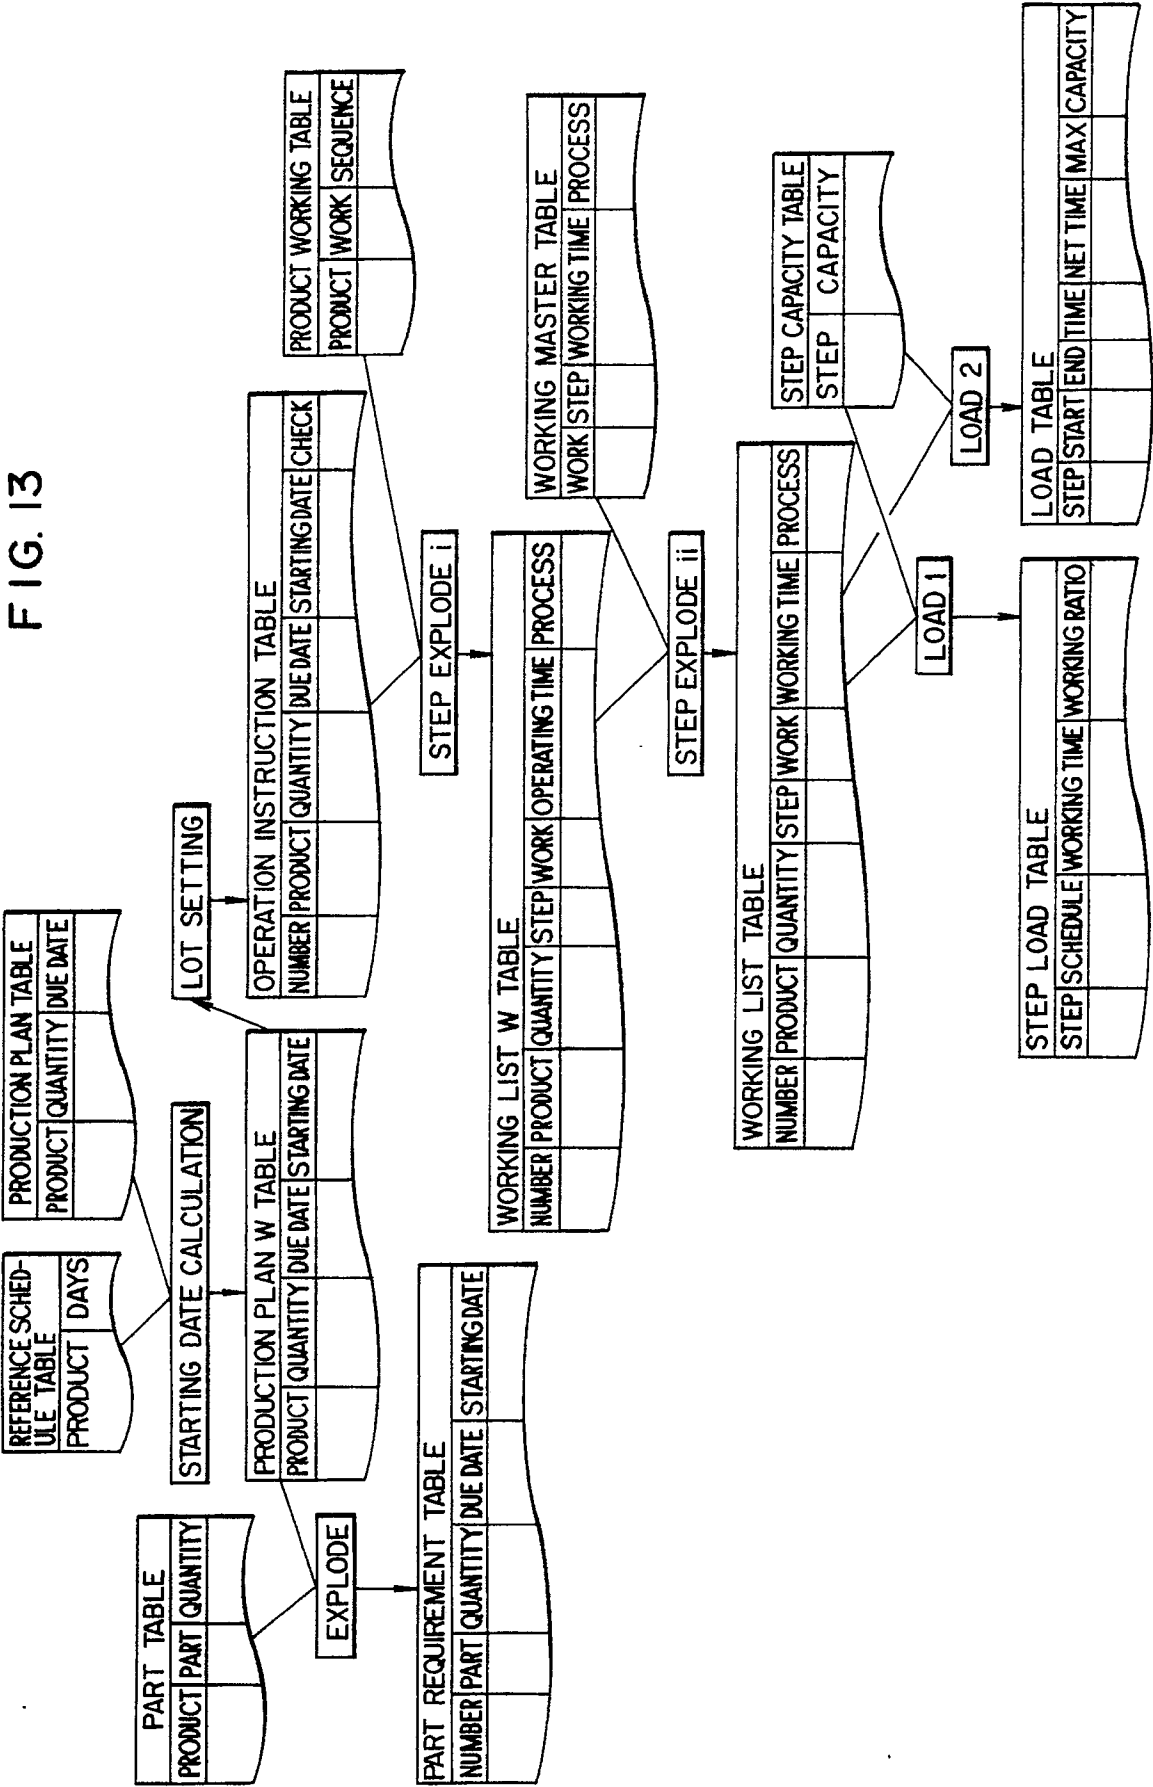 FIG. 13
REFERENCE SCHED-
ULE TABLE
PRODUCT DAYS
PRODUCTION PLAN TABLE
PRODUCT QUANTITY DUE DATE
PART TABLE
PRODUCT PART QUANTITY
STARTING DATE CALCULATION
LOT SETTING
PRODUCTION PLAN W TABLE
PRODUCT QUANTITY DUE DATE STARTING DATE
OPERATION INSTRUCTION TABLE
NUMBER PRODUCT QUANTITY DUE DATE STARTING DATE CHECK
PRODUCT WORKING TABLE
PRODUCT WORK SEQUENCE
EXPLODE
STEP EXPLODE i
PART REQUIREMENT TABLE
NUMBER PART QUANTITY DUE DATE STARTING DATE
WORKING LIST W TABLE
NUMBER PRODUCT QUANTITY STEP WORK OPERATING TIME PROCESS
WORKING MASTER TABLE
WORK STEP WORKING TIME PROCESS
STEP EXPLODE ii
WORKING LIST TABLE
NUMBER PRODUCT QUANTITY STEP WORK WORKING TIME PROCESS
STEP CAPACITY TABLE
STEP CAPACITY
LOAD 1
LOAD 2
STEP LOAD TABLE
STEP SCHEDULE WORKING TIME WORKING RATIO
LOAD TABLE
STEP START END TIME NET TIME MAX CAPACITY